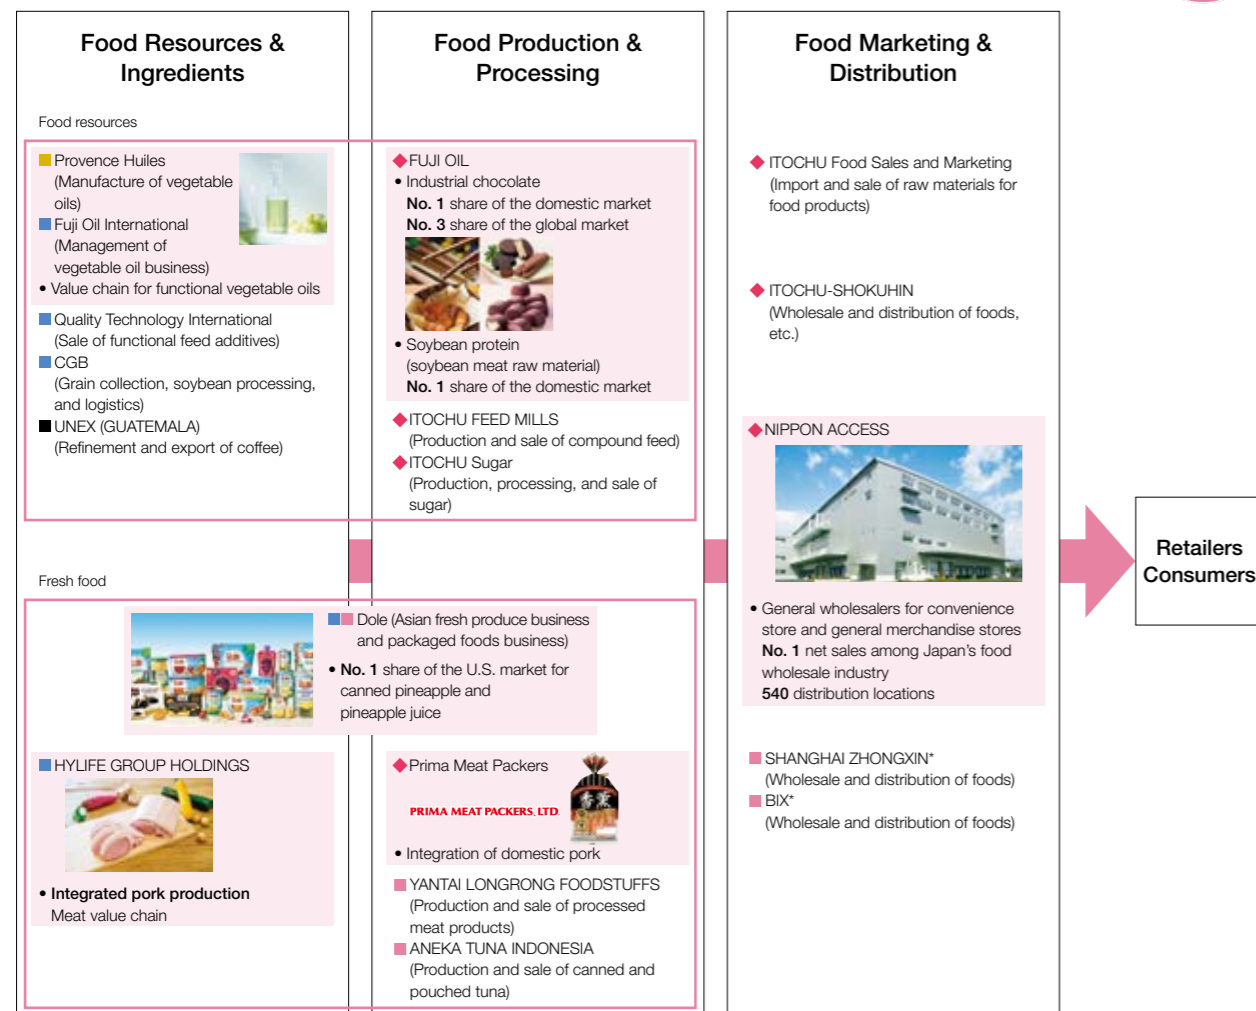 Food Resources &
Ingredients
Food resources
Provence Huiles
(Manufacture of vegetable
oils)
Fuji Oil International
(Management of
vegetable oil business)
• Value chain for functional vegetable oils
Quality Technology International
(Sale of functional feed additives)
CGB
(Grain collection, soybean processing,
and logistics)
UNEX (GUATEMALA)
(Refinement and export of coffee)
Food Production &
Processing
FUJI OIL
• Industrial chocolate
No. 1 share of the domestic market
No. 3 share of the global market
• Soybean protein
(soybean meat raw material)
No. 1 share of the domestic market
ITOCHU FEED MILLS
(Production and sale of compound feed)
ITOCHU Sugar
(Production, processing, and sale of
sugar)
Fresh food
Dole (Asian fresh produce business
and packaged foods business)
• No. 1 share of the U.S. market for
canned pineapple and
pineapple juice
HYLIFE GROUP HOLDINGS
• Integrated pork production
Meat value chain
Prima Meat Packers
PRIMA MEAT PACKERS, LTD.
• Integration of domestic pork
YANTAI LONGRONG FOODSTUFFS
(Production and sale of processed
meat products)
ANEKA TUNA INDONESIA
(Production and sale of canned and
pouched tuna)
Food Marketing &
Distribution
ITOCHU Food Sales and Marketing
(Import and sale of raw materials for
food products)
ITOCHU-SHOKUHIN
(Wholesale and distribution of foods,
etc.)
NIPPON ACCESS
• General wholesalers for convenience
store and general merchandise stores
No. 1 net sales among Japan's food
wholesale industry
540 distribution locations
SHANGHAI ZHONGXIN*
(Wholesale and distribution of foods)
BIX*
(Wholesale and distribution of foods)
Retailers
Consumers